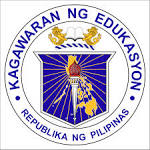 KAGAWARAN NG EDUKASYON
REPUBLIKA NG PILIPINAS